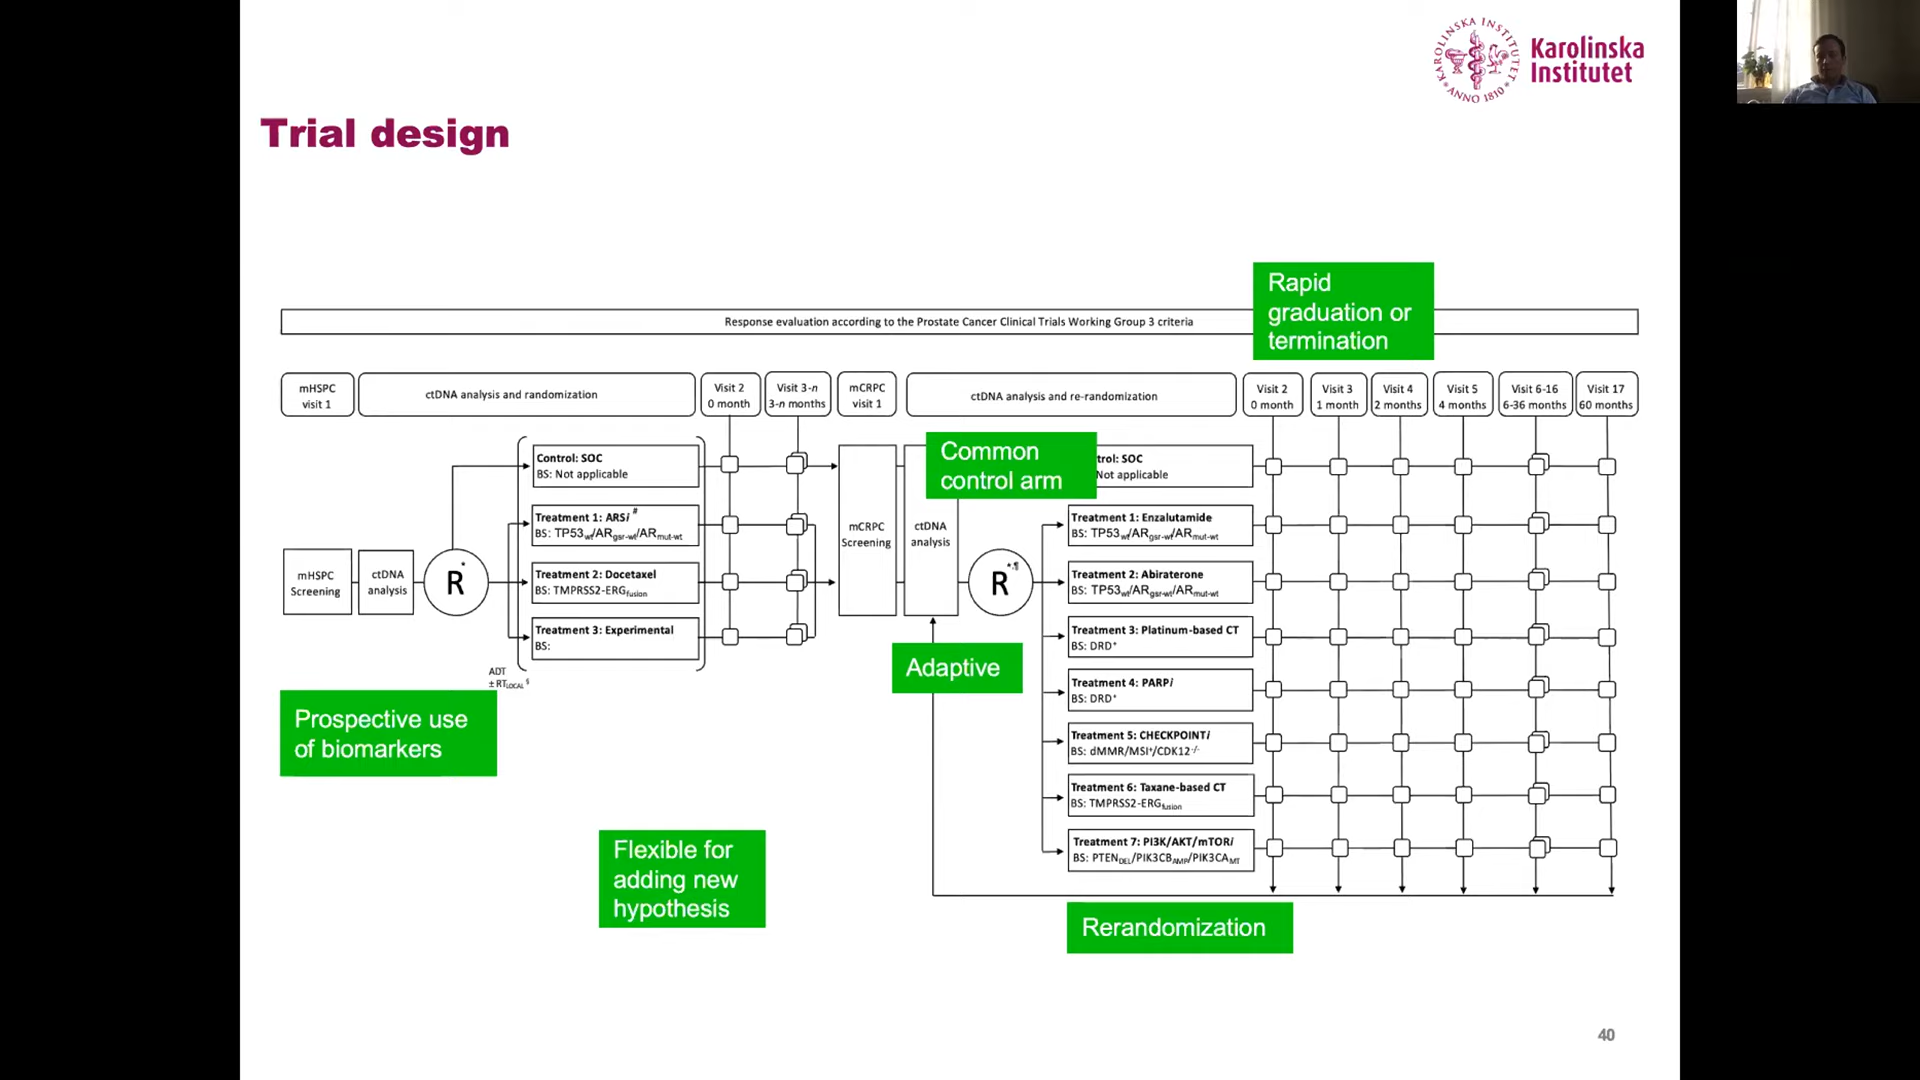 KAROLINSKA INSTITUTET
ANNO 1810
Karolinska
Institutet
Trial design
Rapid
graduation or
termination
Response evaluation according to the Prostate Cancer Clinical Trials Working Group 3 criteria
mHSPC
visit 1
ctDNA analysis and randomization
Visit 2
0 month
Visit 3-n
3-n months
mCRPC
visit 1
ctDNA analysis and re-randomization
Visit 2
0 month
Visit 3
1 month
Visit 4
2 months
Visit 5
4 months
Visit 6-16
6-36 months
Visit 17
60 months
mHSPC
Screening
ctDNA
analysis
R*
Control: SOC
BS: Not applicable
Treatment 1: ARSi #
BS: TP53wt/ARgsr-wt/ARmut-wt
Treatment 2: Docetaxel
BS: TMPRSS2-ERGfusion
Treatment 3: Experimental
BS:
ADT
± RTLOCAL §
mCRPC
Screening
ctDNA
analysis
Common
control arm
R*,¶
trol: SOC
Not applicable
Treatment 1: Enzalutamide
BS: TP53wt/ARgsr-wt/ARmut-wt
Treatment 2: Abiraterone
BS: TP53wt/ARgsr-wt/ARmut-wt
Treatment 3: Platinum-based CT
BS: DRD+
Treatment 4: PARPi
BS: DRD+
Treatment 5: CHECKPOINTi
BS: dMMR/MSI+/CDK12-/-
Treatment 6: Taxane-based CT
BS: TMPRSS2-ERGfusion
Treatment 7: PI3K/AKT/mTORi
BS: PTENDEL/PIK3CBAMP/PIK3CAMT
Adaptive
Prospective use
of biomarkers
Flexible for
adding new
hypothesis
Rerandomization
40